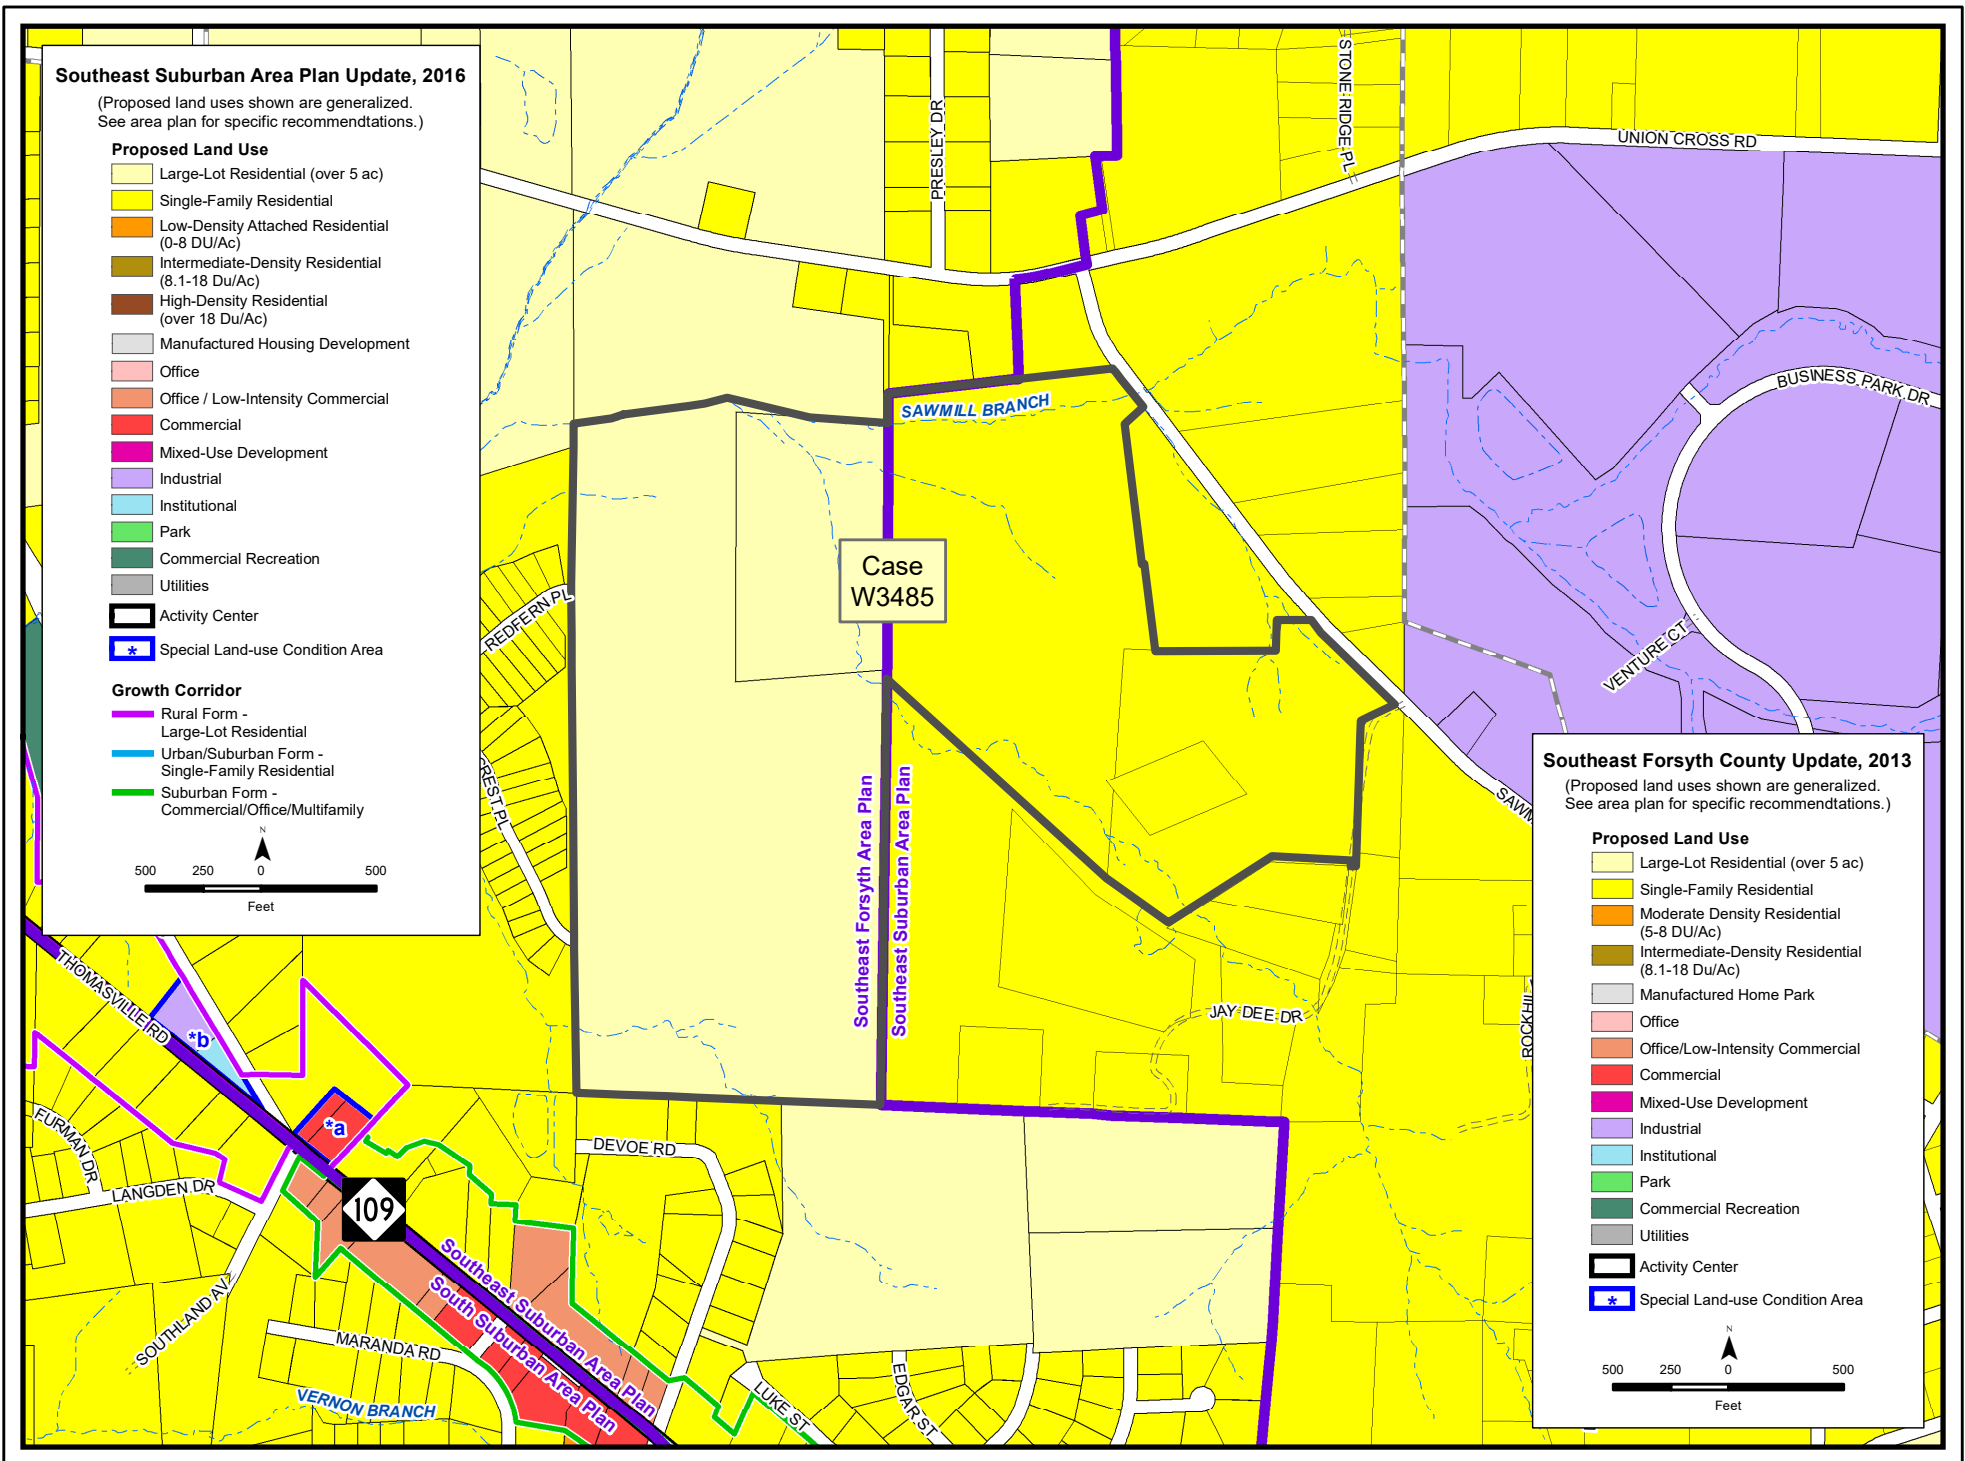 Southeast Suburban Area Plan Update, 2016
(Proposed land uses shown are generalized.
See area plan for specific recommendtations.)
Proposed Land Use
Large-Lot Residential (over 5 ac)
Single-Family Residential
Low-Density Attached Residential
(0-8 DU/Ac)
Intermediate-Density Residential
(8.1-18 Du/Ac)
High-Density Residential
(over 18 Du/Ac)
Manufactured Housing Development
Office
Office / Low-Intensity Commercial
Commercial
Mixed-Use Development
Industrial
Institutional
Park
Commercial Recreation
Utilities
Activity Center
*
Special Land-use Condition Area
Growth Corridor
Rural Form -
Large-Lot Residential
Urban/Suburban Form -
Single-Family Residential
Suburban Form -
Commercial/Office/Multifamily
N
500 250 0 500
Feet
PRESLEY DR
STONE RIDGE PL
UNION CROSS RD
BUSINESS PARK DR
SAWMILL BRANCH
Case
W3485
REDFERN PL
CREST PL
VENTURE CT
SAWM
Southeast Forsyth Area Plan
Southeast Suburban Area Plan
JAY DEE DR
ROCKHIL
THOMASVILLE RD
*b
*a
FURMAN DR
LANGDEN DR
109
DEVOE RD
SOUTHLAND AV
MARANDA RD
VERNON BRANCH
Southeast Suburban Area Plan
South Suburban Area Plan
LUKE ST
EDGAR ST
Southeast Forsyth County Update, 2013
(Proposed land uses shown are generalized.
See area plan for specific recommendtations.)
Proposed Land Use
Large-Lot Residential (over 5 ac)
Single-Family Residential
Moderate Density Residential
(5-8 DU/Ac)
Intermediate-Density Residential
(8.1-18 Du/Ac)
Manufactured Home Park
Office
Office/Low-Intensity Commercial
Commercial
Mixed-Use Development
Industrial
Institutional
Park
Commercial Recreation
Utilities
Activity Center
*
Special Land-use Condition Area
N
500 250 0 500
Feet